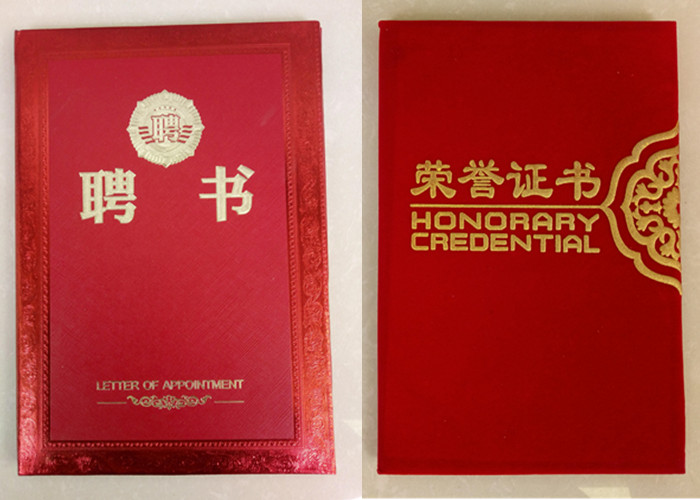 聘
聘 书
LETTER OF APPOINTMENT
荣誉证书
HONORARY
CREDENTIAL